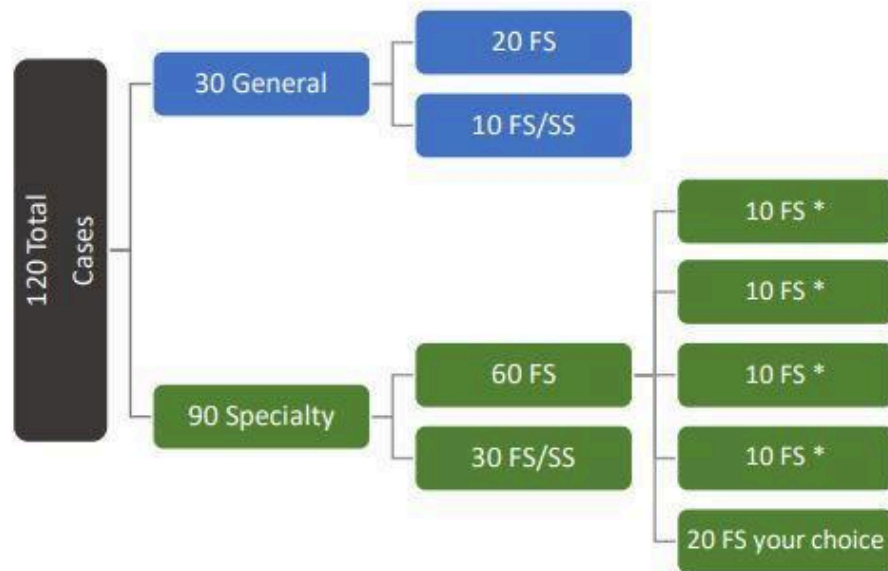 120 Total
Cases
30 General
20 FS
10 FS/SS
90 Specialty
60 FS
30 FS/SS
10 FS *
10 FS *
10 FS *
10 FS *
20 FS your choice